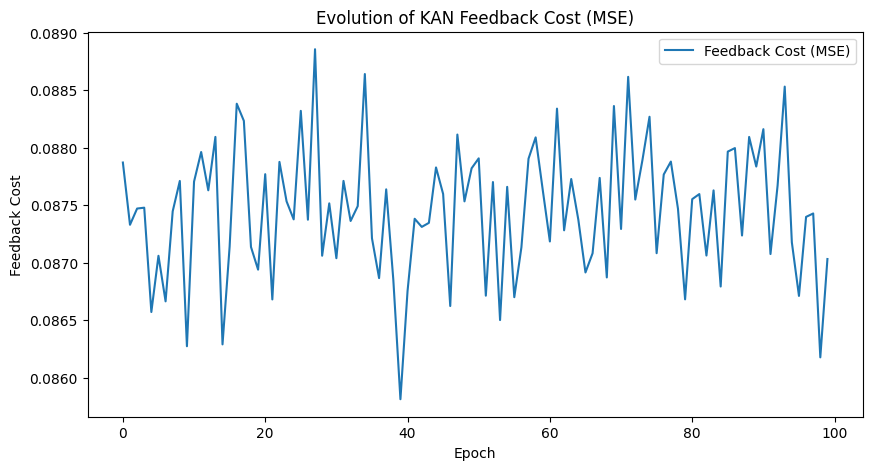 Evolution of KAN Feedback Cost (MSE)
Feedback Cost (MSE)
0.0890
0.0885
0.0880
0.0875
0.0870
0.0865
0.0860
Feedback Cost
0 20 40 60 80 100
Epoch